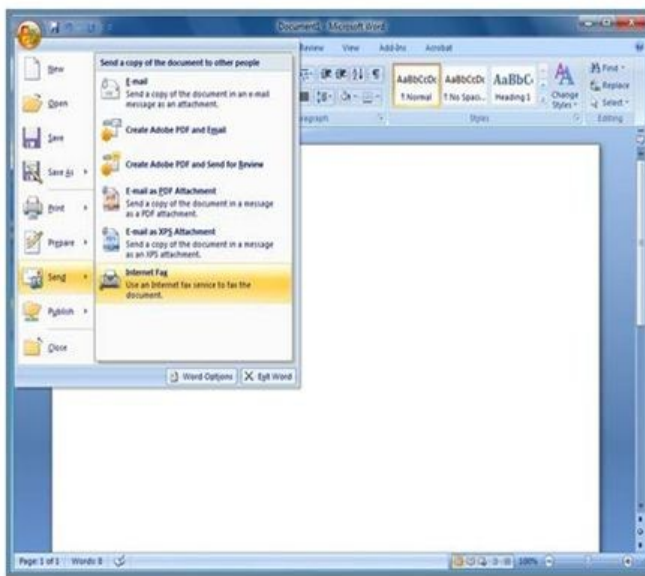 Document1 - Microsoft Word
Review View Add-Ins Acrobat
New
Open
Save
Save As
Print
Prepare
Send
Publish
Close
Send a copy of the document to other people
E-mail
Send a copy of the document in an e-mail
message as an attachment.
Create Adobe PDF and Email
Create Adobe PDF and Send for Review
E-mail as PDF Attachment
Send a copy of the document in a message
as a PDF attachment.
E-mail as XPS Attachment
Send a copy of the document in a message
as an XPS attachment.
Internet Fax
Use an Internet fax service to fax the
document.
Word Options Exit Word
AaBbCcDc AaBbCcDc AaBbC
¶ Normal ¶ No Spaci... Heading 1
Change
Styles
Styles
Find
Replace
Select
Editing
Page: 1 of 1 Words: 0 100%